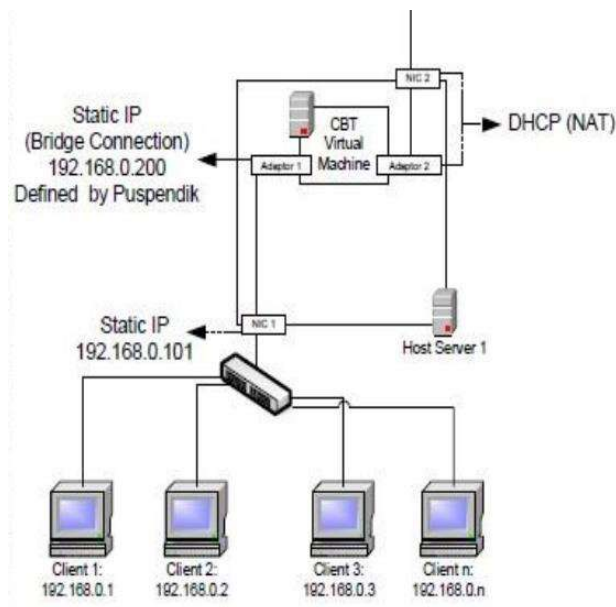 NIC 2
Static IP
(Bridge Connection)
192.168.0.200
Defined by Puspendik
CBT
Virtual
Machine
DHCP (NAT)
Adaptor 1
Adaptor 2
Static IP
192.168.0.101
NIC 1
Host Server 1
Client 1:
192.168.0.1
Client 2:
192.168.0.2
Client 3:
192.168.0.3
Client n:
192.168.0.n